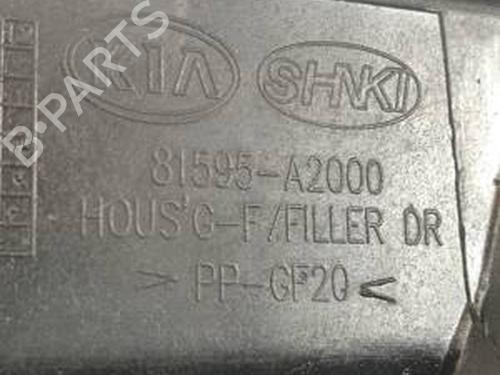 KIA SHNKI
81595-A2000
HOUS'G-F/FILLER DR
> PP-GF20 <
B-PARTS